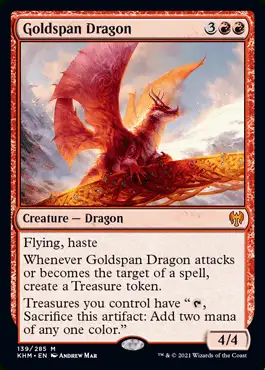 Goldspan Dragon 3
Creature — Dragon
Flying, haste
Whenever Goldspan Dragon attacks
or becomes the target of a spell,
create a Treasure token.
Treasures you control have “,
Sacrifice this artifact: Add two mana
of any one color.”
4/4
139/285 M
KHM • EN Andrew Mar
™ & © 2021 Wizards of the Coast